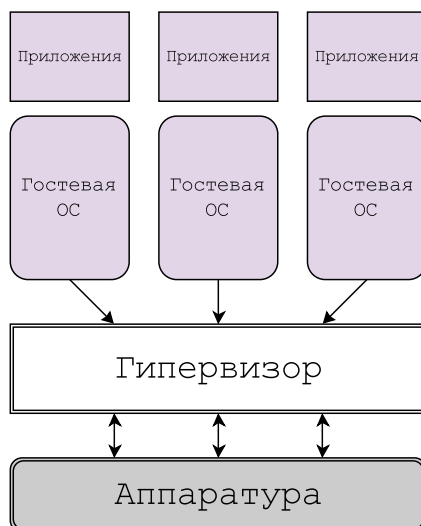 Приложения Приложения Приложения
Гостевая Гостевая Гостевая
ОС ОС ОС
Гипервизор
Аппаратура